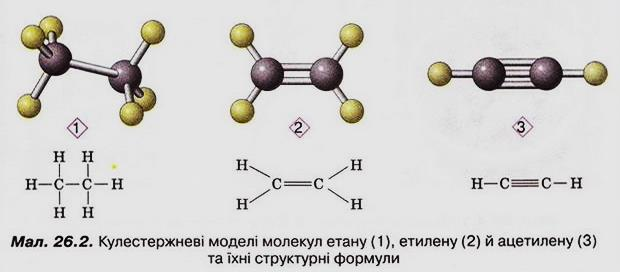 1 2 3
H H H H
H–C–C–H C=C H–C≡C–H
H H H H
Мал. 26.2. Кулестержневі моделі молекул етану (1), етилену (2) й ацетилену (3)
та їхні структурні формули